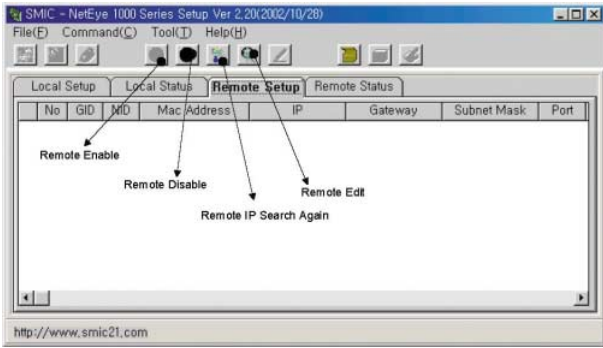 SMIC - NetEye 1000 Series Setup Ver 2,20(2002/10/28)
File(F) Command(C) Tool(T) Help(H)
Local Setup Local Status Remote Setup Remote Status
No GID NID Mac Address IP Gateway Subnet Mask Port
Remote Enable
Remote Disable
Remote Edit
Remote IP Search Again
http://www,smic21,com